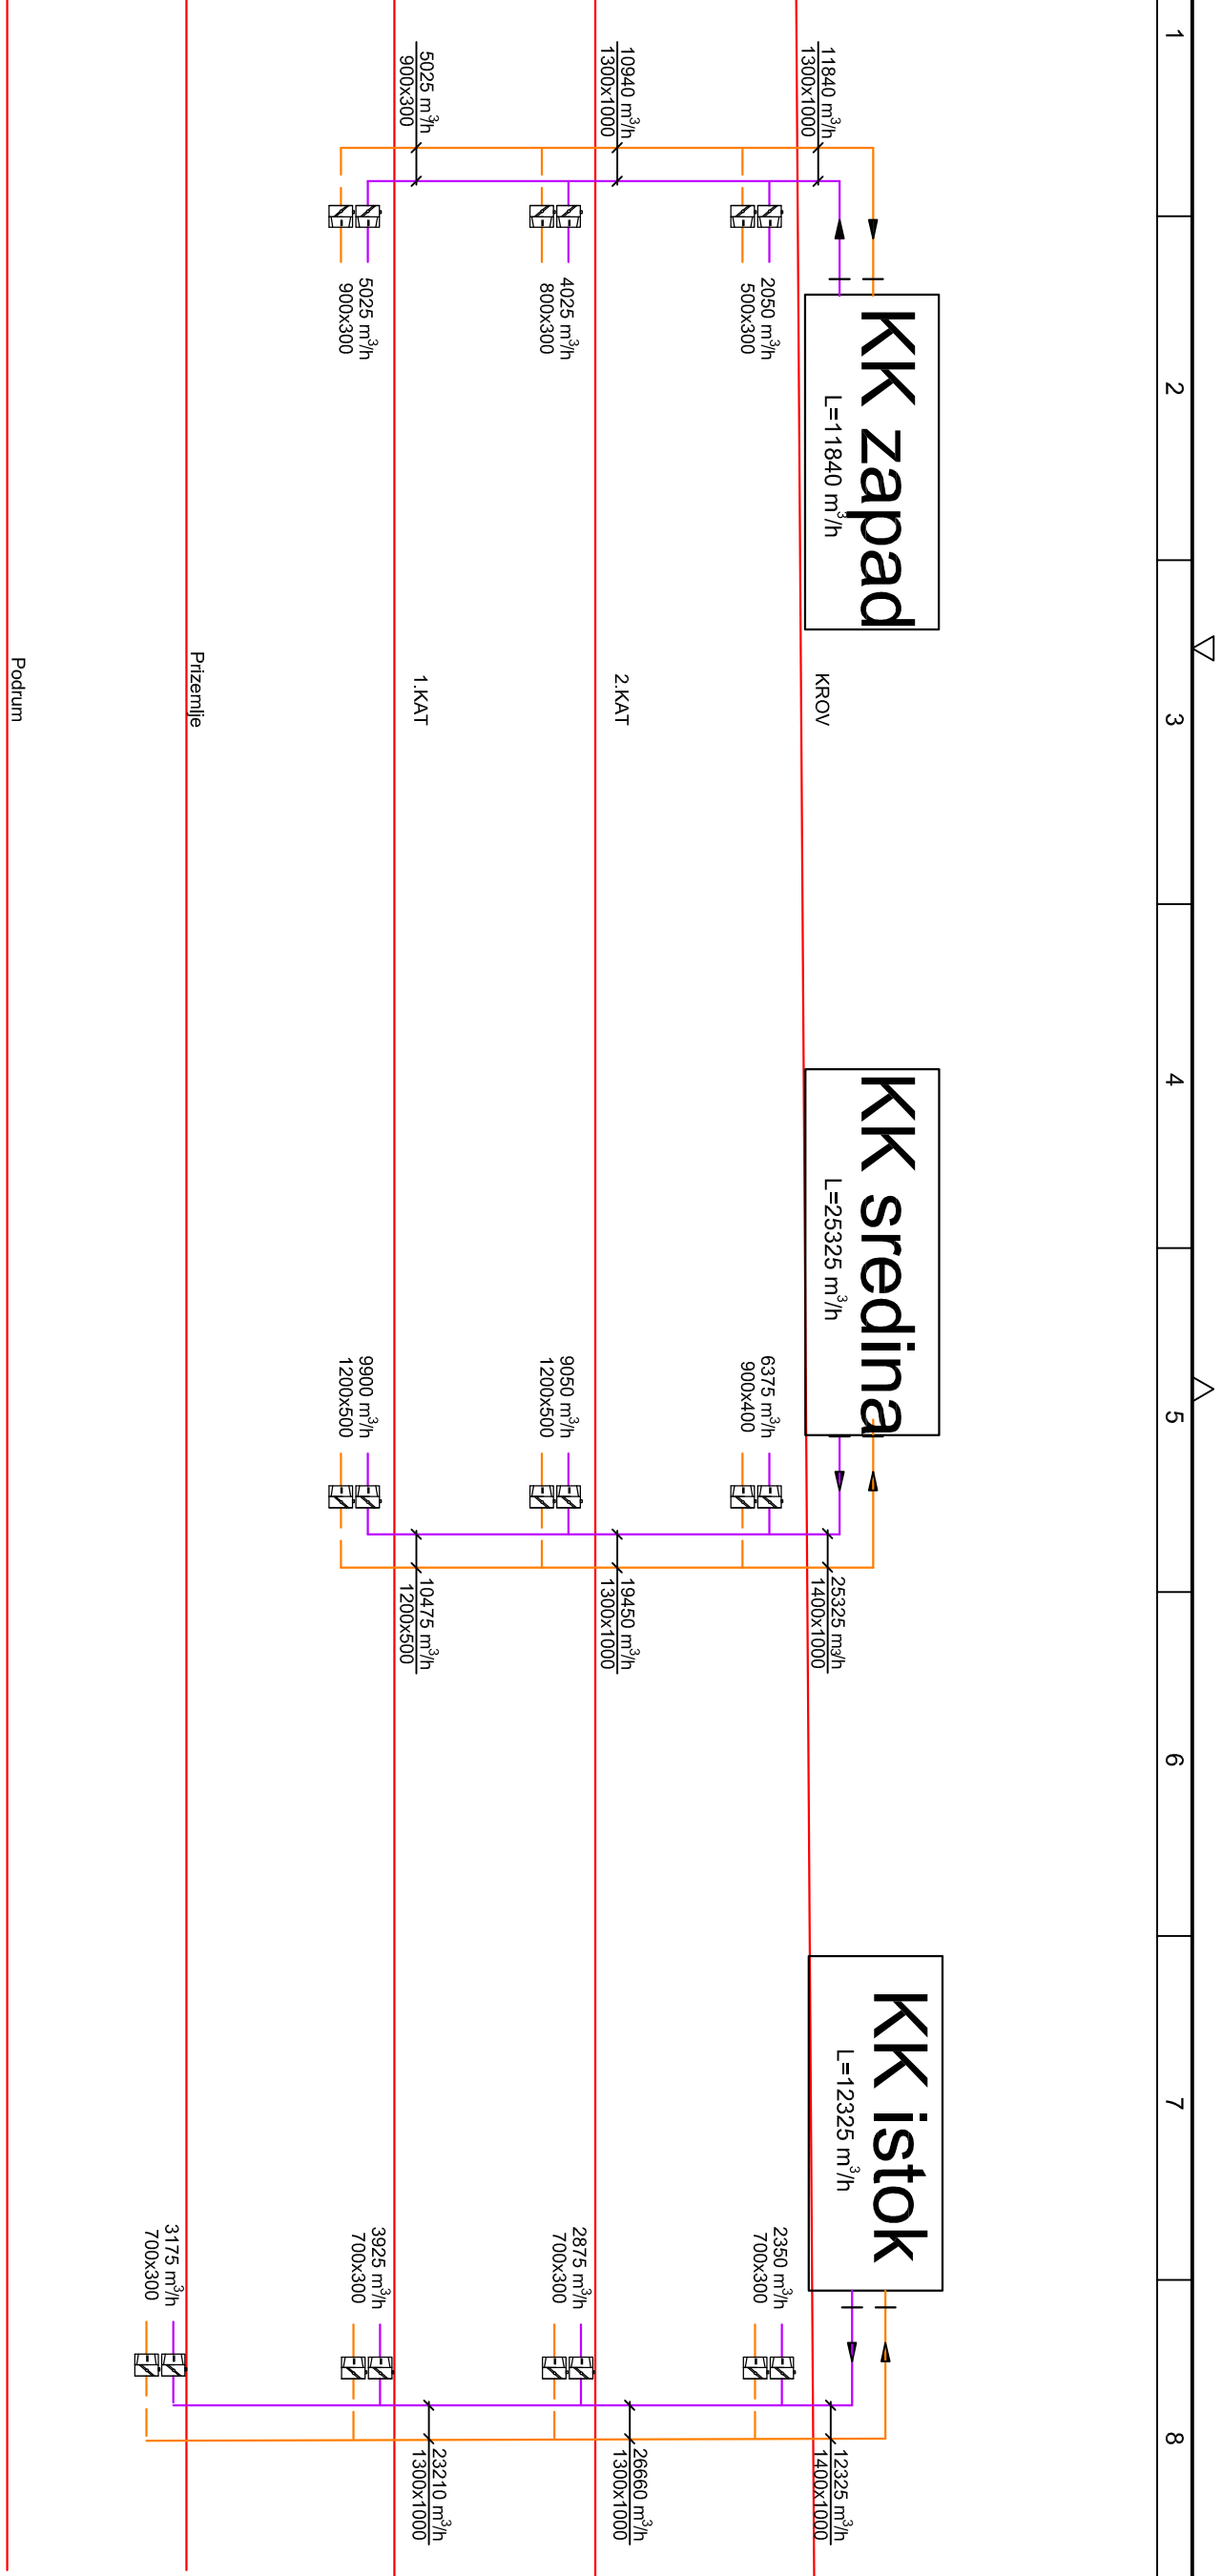 1
2
3
4
5
6
7
8
KK zapad
L=11840 m³/h
KK sredina
L=25325 m³/h
KK istok
L=12325 m³/h
11840 m³/h
1300x1000
KROV
25325 m3/h
1400x1000
12325 m³/h
1400x1000
2050 m³/h
500x300
6375 m³/h
900x400
2350 m³/h
700x300
10940 m³/h
1300x1000
2.KAT
19450 m³/h
1300x1000
26660 m³/h
1300x1000
4025 m³/h
800x300
9050 m³/h
1200x500
2875 m³/h
700x300
5025 m³/h
900x300
1.KAT
10475 m³/h
1200x500
23210 m³/h
1300x1000
5025 m³/h
900x300
9900 m³/h
1200x500
3925 m³/h
700x300
Prizemlje
3175 m³/h
700x300
Podrum